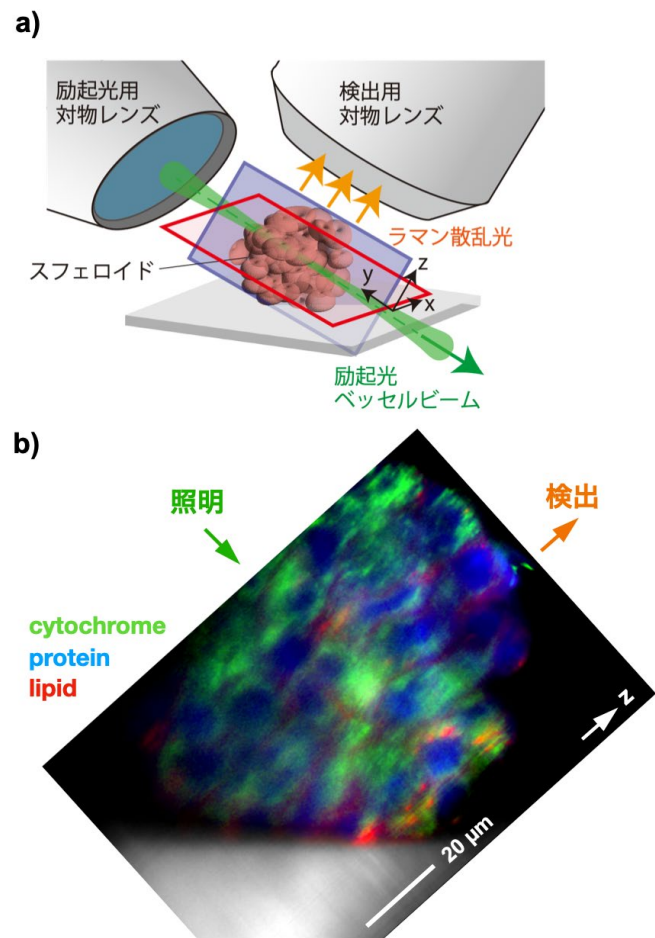 a)
励起光用
対物レンズ
検出用
対物レンズ
ラマン散乱光
スフェロイド
y
z
x
励起光
ベッセルビーム
b)
照明
検出
cytochrome
protein
lipid
z
20 µm